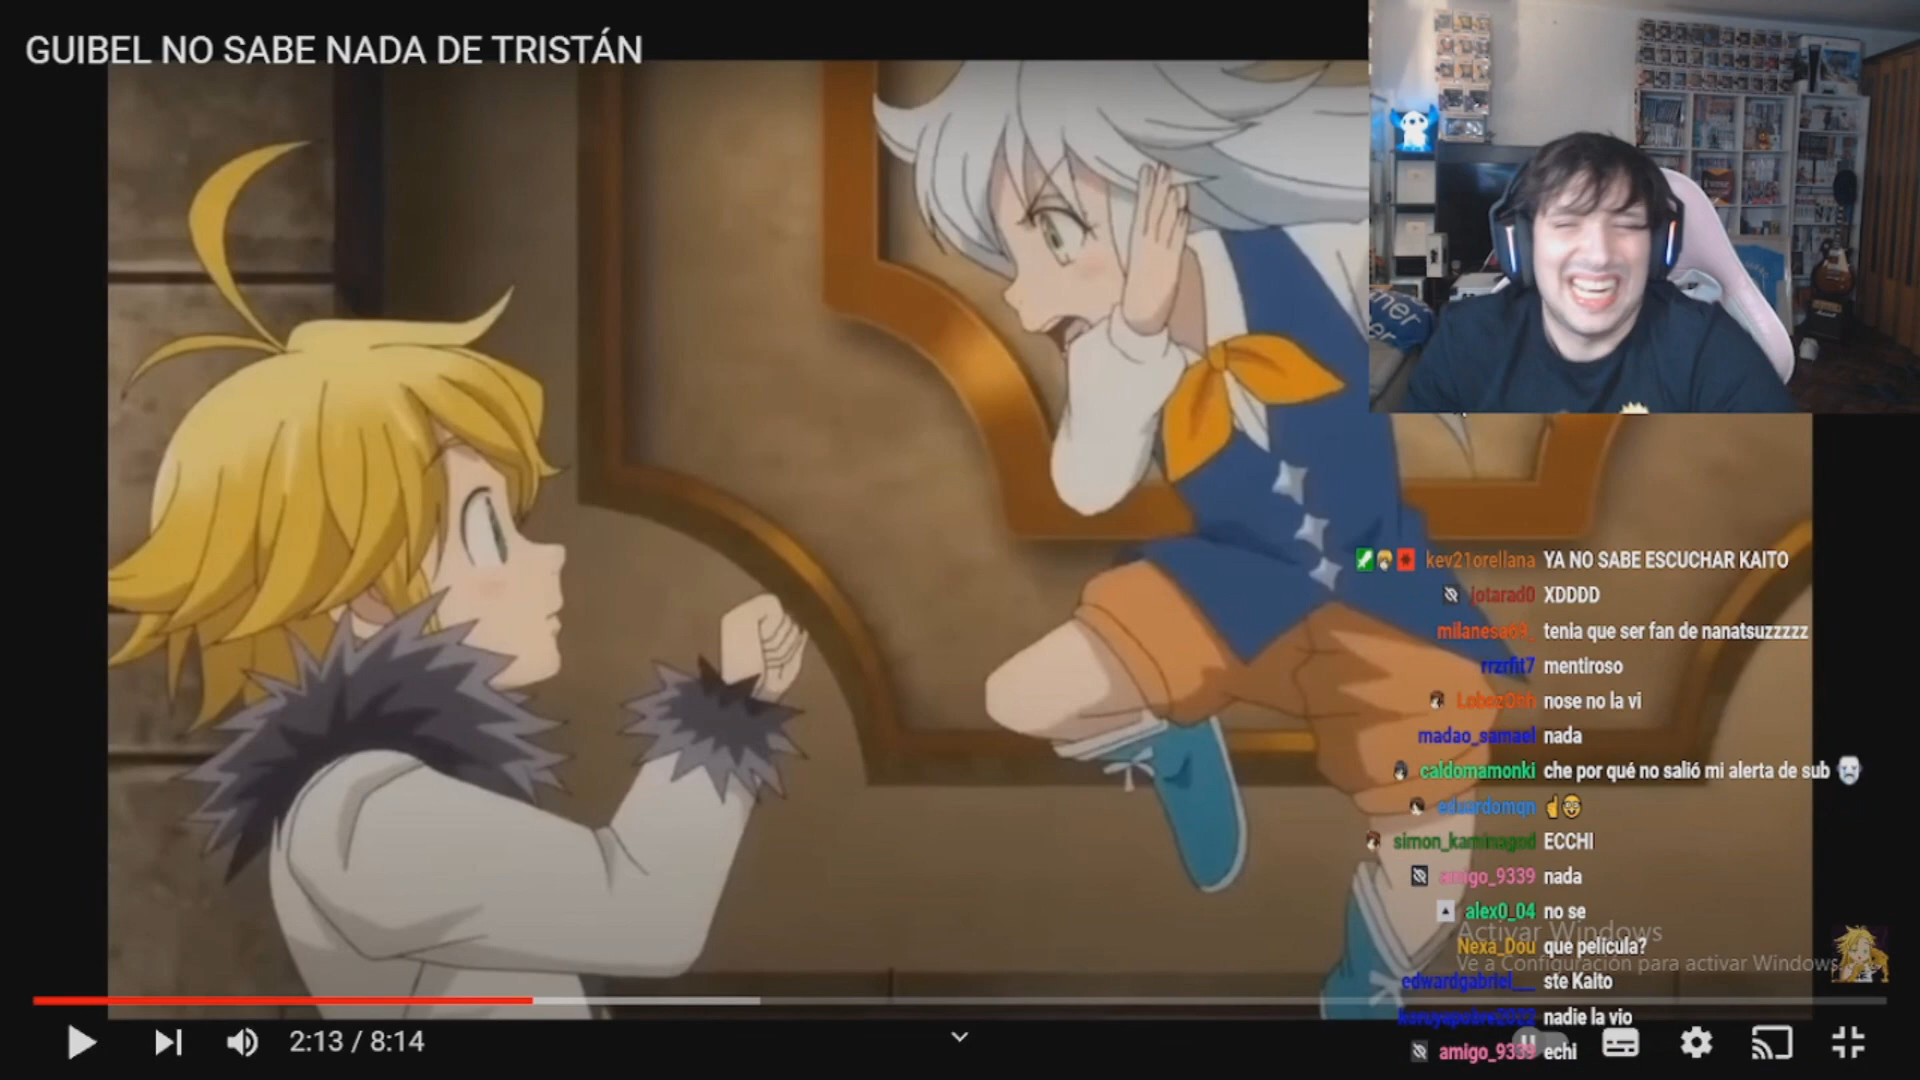 GUIBEL NO SABE NADA DE TRISTÁN
kev21orellana YA NO SABE ESCUCHAR KAITO
jotarad0 XDDDD
milanesa69_ tenia que ser fan de nanatsuzzzzz
rrzrfit7 mentiroso
nose no la vi
madao_samael nada
caldomamonki che por qué no salió mi alerta de sub
eduardomqn
simon_kaminagod ECCHI
amigo_9339 nada
alex0_04 no se
Activar Windows
Nexa_Dou que película?
Ve a Configuración para activar Windows.
edwardgabriel__ ste Kaito
nadie la vio
amigo_9339 echi
2:13 / 8:14